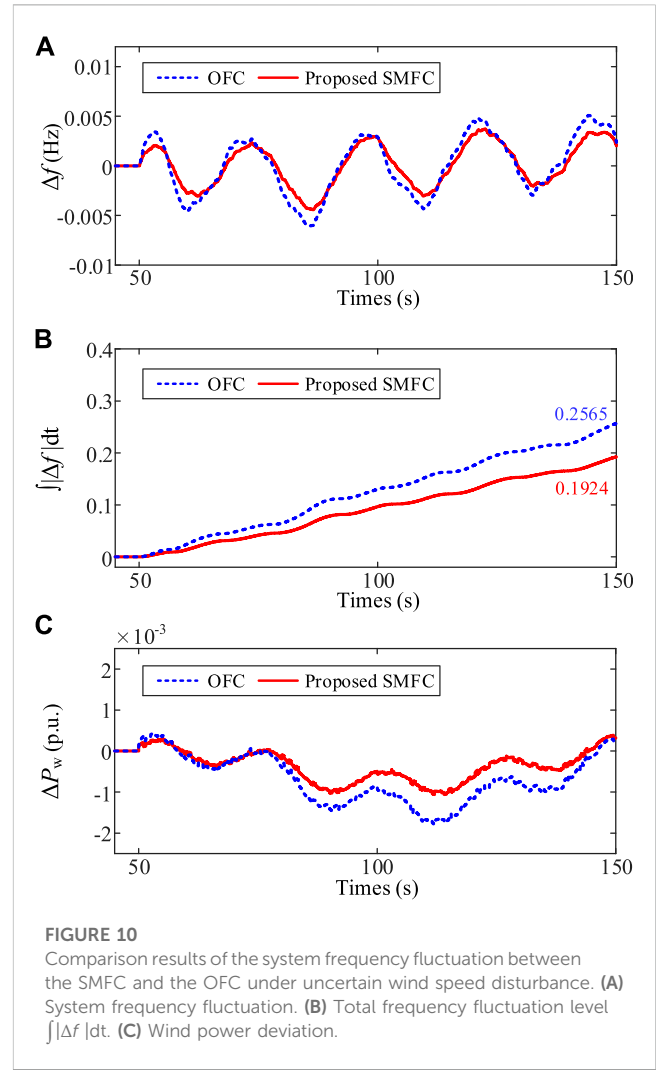 A
0.01
0.005
0
-0.005
-0.01
Δf (Hz)
OFC
Proposed SMFC
50
100
150
Times (s)
B
0.4
0.3
0.2
0.1
0
∫|Δf |dt
OFC
Proposed SMFC
0.2565
0.1924
50
100
150
Times (s)
C
×10-3
2
1
0
-1
-2
ΔPw (p.u.)
OFC
Proposed SMFC
50
100
150
Times (s)
FIGURE 10
Comparison results of the system frequency fluctuation between
the SMFC and the OFC under uncertain wind speed disturbance. (A)
System frequency fluctuation. (B) Total frequency fluctuation level
∫|Δf |dt. (C) Wind power deviation.